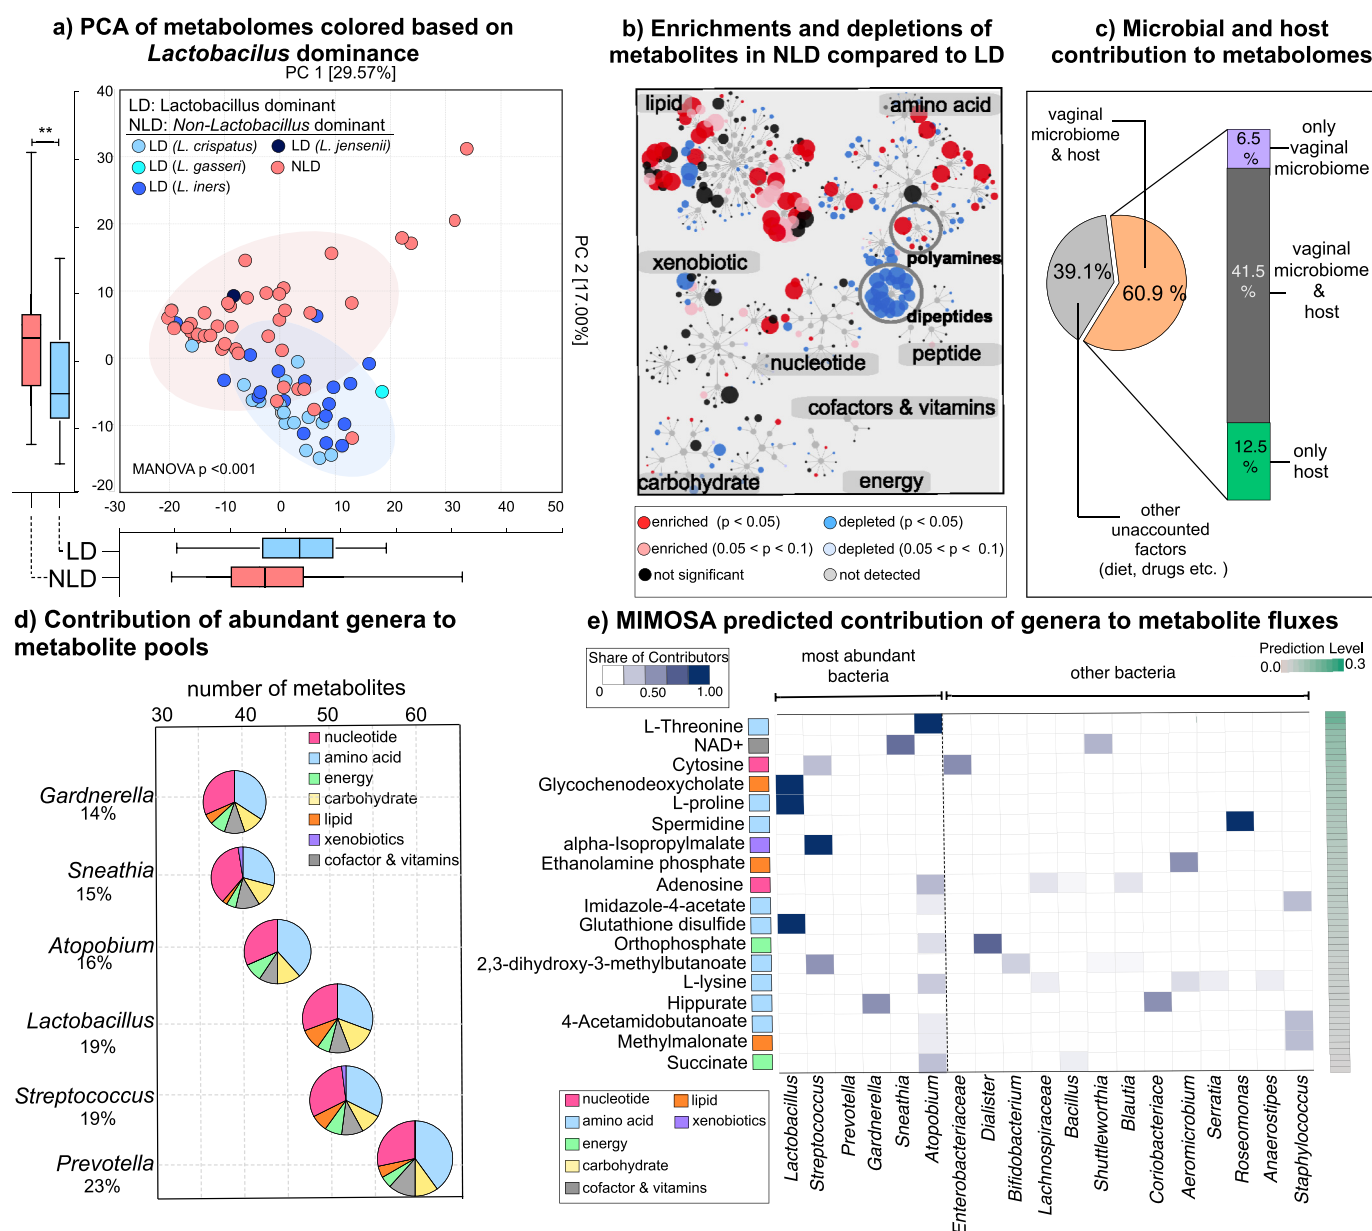 a) PCA of metabolomes colored based on
Lactobacilus dominance
PC 1 [29.57%]
40
30
20
10
0
-10
-20
**
LD: Lactobacillus dominant
NLD: Non-Lactobacillus dominant
LD (L. crispatus)
LD (L. jensenii)
LD (L. gasseri)
NLD
LD (L. iners)
PC 2 [17.00%]
MANOVA p <0.001
-30
-20
-10
0
10
20
30
40
50
LD
NLD
b) Enrichments and depletions of
metabolites in NLD compared to LD
lipid
amino acid
polyamines
xenobiotic
dipeptides
peptide
nucleotide
cofactors & vitamins
carbohydrate
energy
enriched (p < 0.05)
depleted (p < 0.05)
enriched (0.05 < p < 0.1)
depleted (0.05 < p < 0.1)
not significant
not detected
c) Microbial and host
contribution to metabolomes
vaginal
microbiome
& host
39.1%
60.9 %
6.5
%
only
vaginal
microbiome
41.5
%
vaginal
microbiome
&
host
12.5
%
only
host
other
unaccounted
factors
(diet, drugs etc. )
d) Contribution of abundant genera to
metabolite pools
number of metabolites
30
40
50
60
nucleotide
amino acid
energy
carbohydrate
lipid
xenobiotics
cofactor & vitamins
Gardnerella
14%
Sneathia
15%
Atopobium
16%
Lactobacillus
19%
Streptococcus
19%
Prevotella
23%
e) MIMOSA predicted contribution of genera to metabolite fluxes
Share of Contributors
0
0.50
1.00
most abundant
bacteria
other bacteria
Prediction Level
0.0
0.3
L-Threonine
NAD+
Cytosine
Glycochenodeoxycholate
L-proline
Spermidine
alpha-Isopropylmalate
Ethanolamine phosphate
Adenosine
Imidazole-4-acetate
Glutathione disulfide
Orthophosphate
2,3-dihydroxy-3-methylbutanoate
L-lysine
Hippurate
4-Acetamidobutanoate
Methylmalonate
Succinate
Lactobacillus
Streptococcus
Prevotella
Gardnerella
Sneathia
Atopobium
Enterobacteriaceae
Dialister
Bifidobacterium
Lachnospiraceae
Bacillus
Shuttleworthia
Blautia
Coriobacteriace
Aeromicrobium
Serratia
Roseomonas
Anaerostipes
Staphylococcus
nucleotide
lipid
amino acid
xenobiotics
energy
carbohydrate
cofactor & vitamins